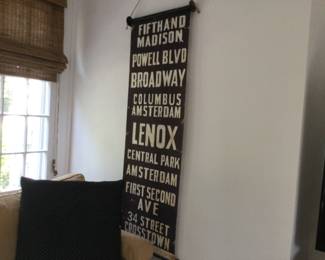 FIFTHAND
MADISON
POWELL BLVD
BROADWAY
COLUMBUS
AMSTERDAM
LENOX
CENTRAL PARK
AMSTERDAM
FIRST SECOND
AVE
34 STREET
CROSSTOWN